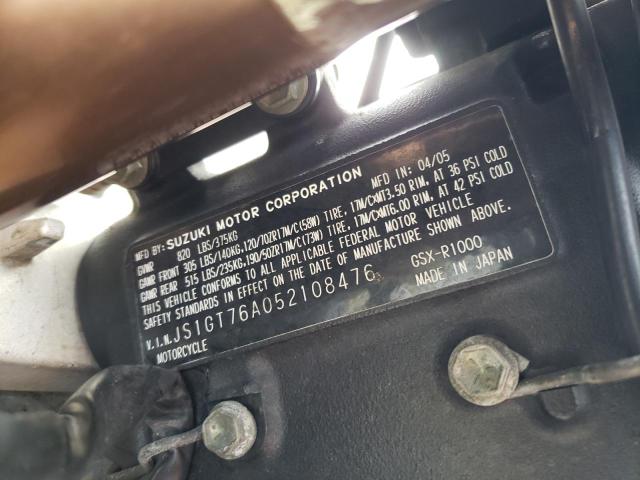 MFD BY: SUZUKI MOTOR CORPORATION MFD IN: 04/05
GVWR 820 LBS/375KG
GAWR FRONT 305 LBS/140KG,120/70ZR17M/C(58W) TIRE, 17M/CxMT3.50 RIM, AT 36 PSI COLD
GAWR REAR 515 LBS/235KG,190/50ZR17M/C(73W) TIRE, 17M/CxMT6.00 RIM, AT 42 PSI COLD
THIS VEHICLE CONFORMS TO ALL APPLICABLE FEDERAL MOTOR VEHICLE
SAFETY STANDARDS IN EFFECT ON THE DATE OF MANUFACTURE SHOWN ABOVE.
V.I.N. JS1GT76A052108476 GSX-R1000
MOTORCYCLE MADE IN JAPAN